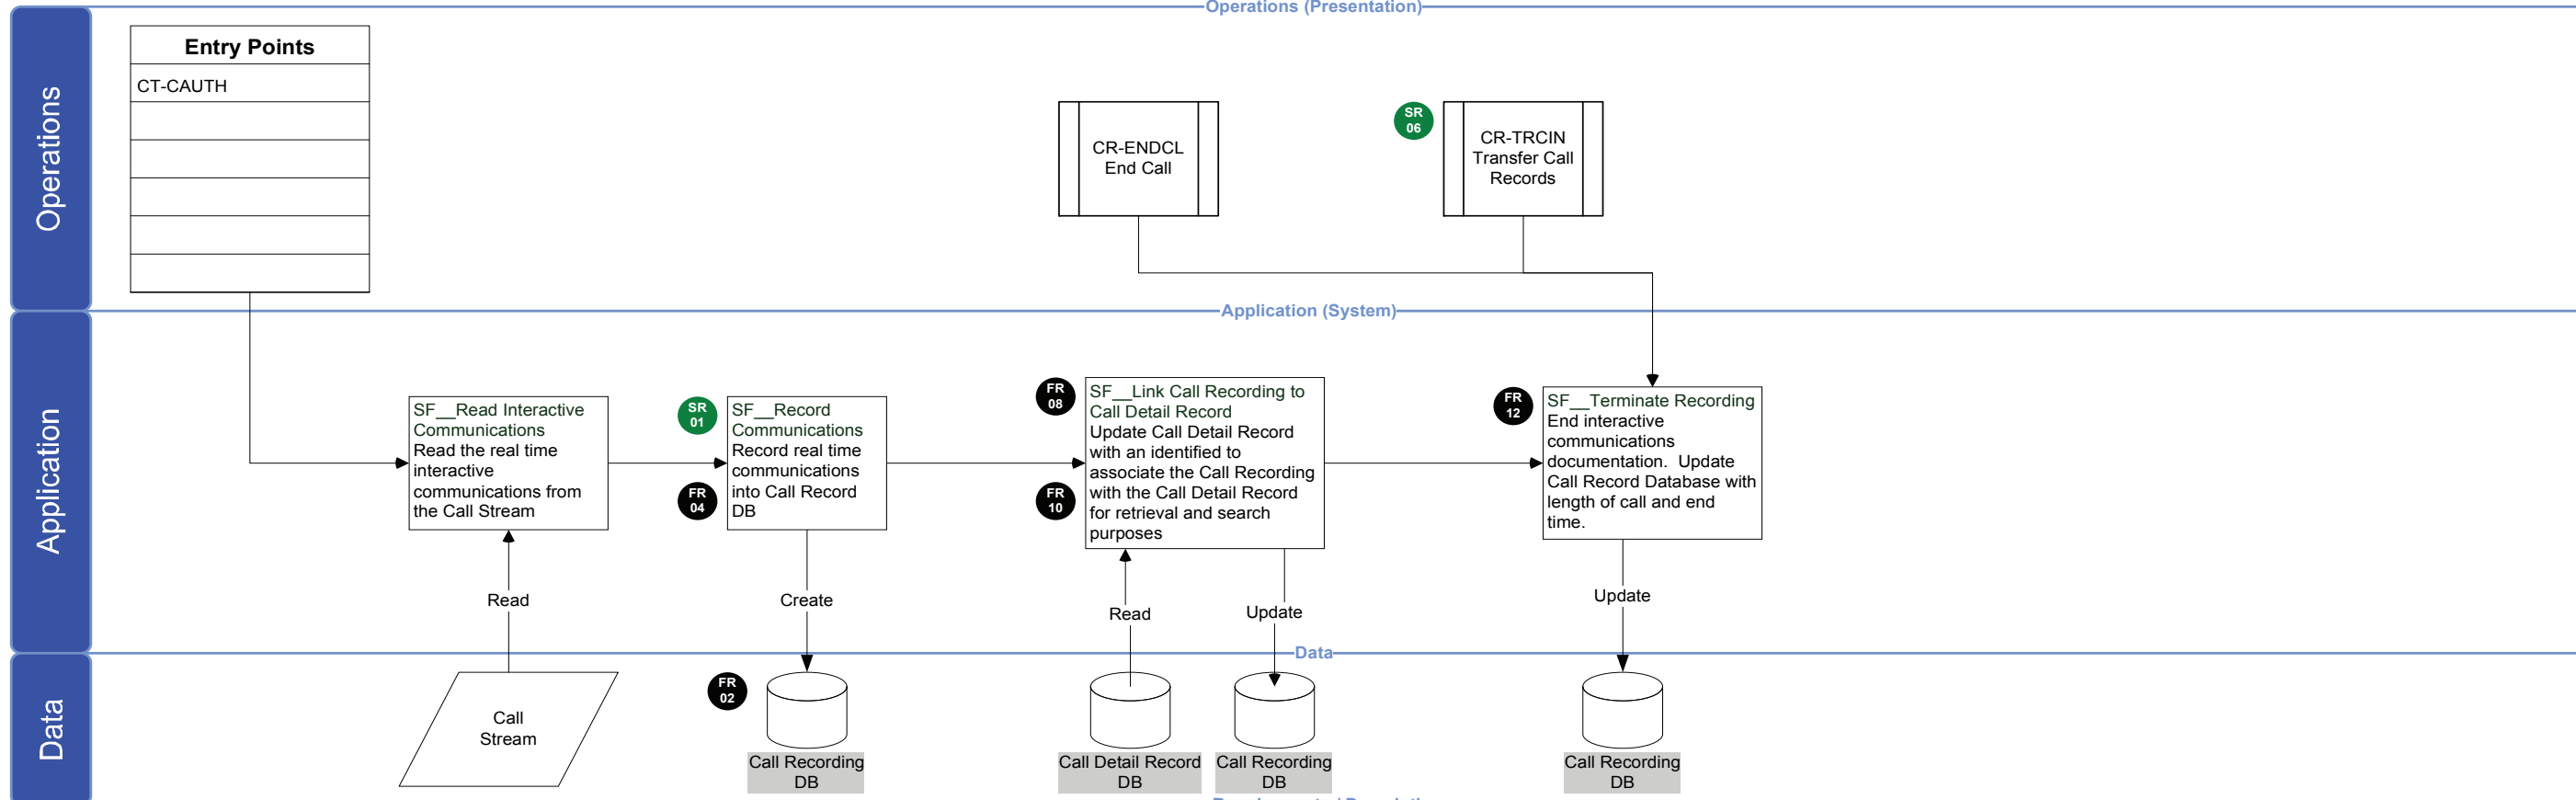 Operations (Presentation)
Operations
Entry Points
CT-CAUTH
CR-ENDCL
End Call
SR
06
CR-TRCIN
Transfer Call
Records
Application (System)
Application
SF__Read Interactive
Communications
Read the real time
interactive
communications from
the Call Stream
SR
01
FR
04
SF__Record
Communications
Record real time
communications
into Call Record
DB
FR
08
FR
10
SF__Link Call Recording to
Call Detail Record
Update Call Detail Record
with an identified to
associate the Call Recording
with the Call Detail Record
for retrieval and search
purposes
FR
12
SF__Terminate Recording
End interactive
communications
documentation.  Update
Call Record Database with
length of call and end
time.
Read
Create
Read
Update
Update
Data
Data
Call
Stream
FR
02
Call Recording
DB
Call Detail Record
DB
Call Recording
DB
Call Recording
DB